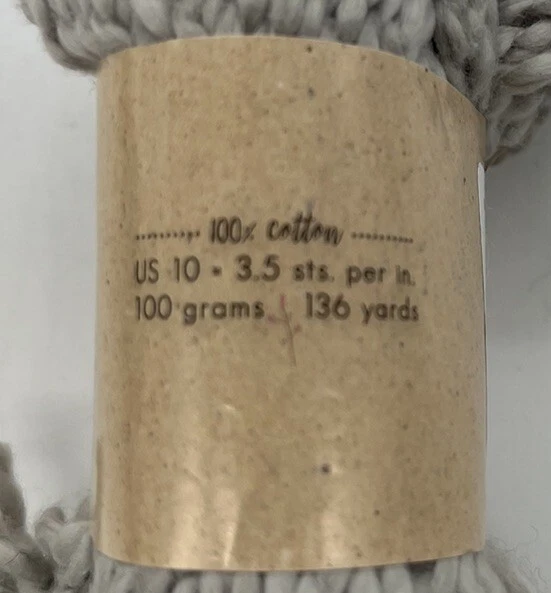 100% cotton
US 10 - 3.5 sts. per in.
100 grams 136 yards